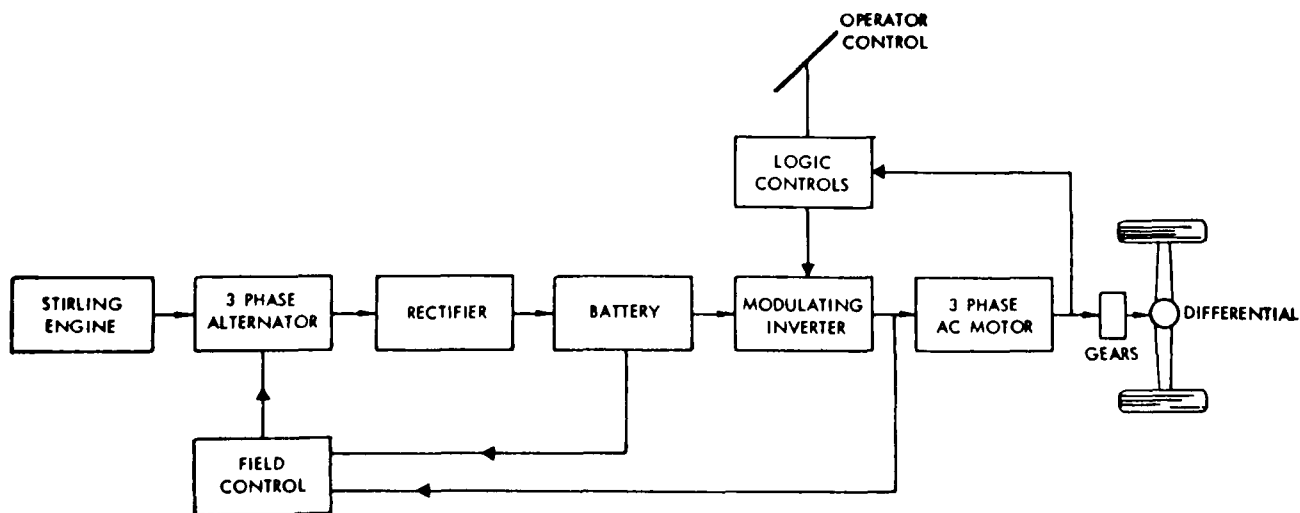 OPERATOR
CONTROL
LOGIC
CONTROLS
STIRLING
ENGINE
3 PHASE
ALTERNATOR
RECTIFIER
BATTERY
MODULATING
INVERTER
3 PHASE
AC MOTOR
GEARS
DIFFERENTIAL
FIELD
CONTROL